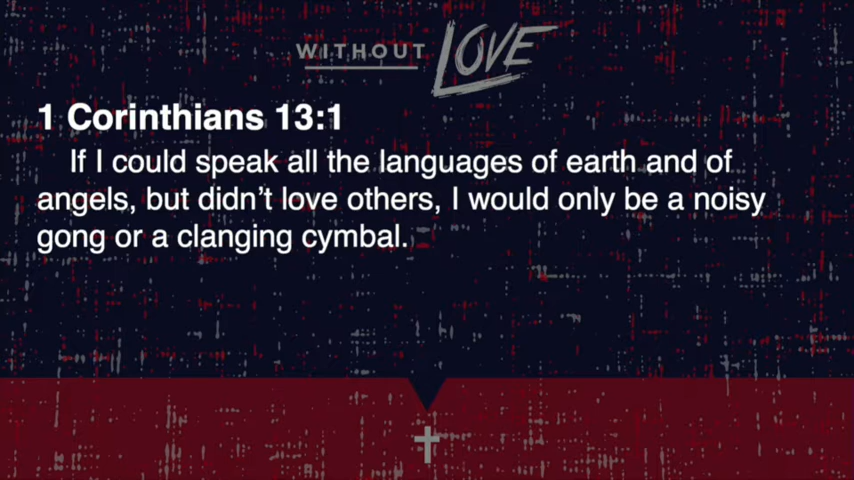 WITHOUT LOVE
1 Corinthians 13:1
If I could speak all the languages of earth and of
angels, but didn’t love others, I would only be a noisy
gong or a clanging cymbal.